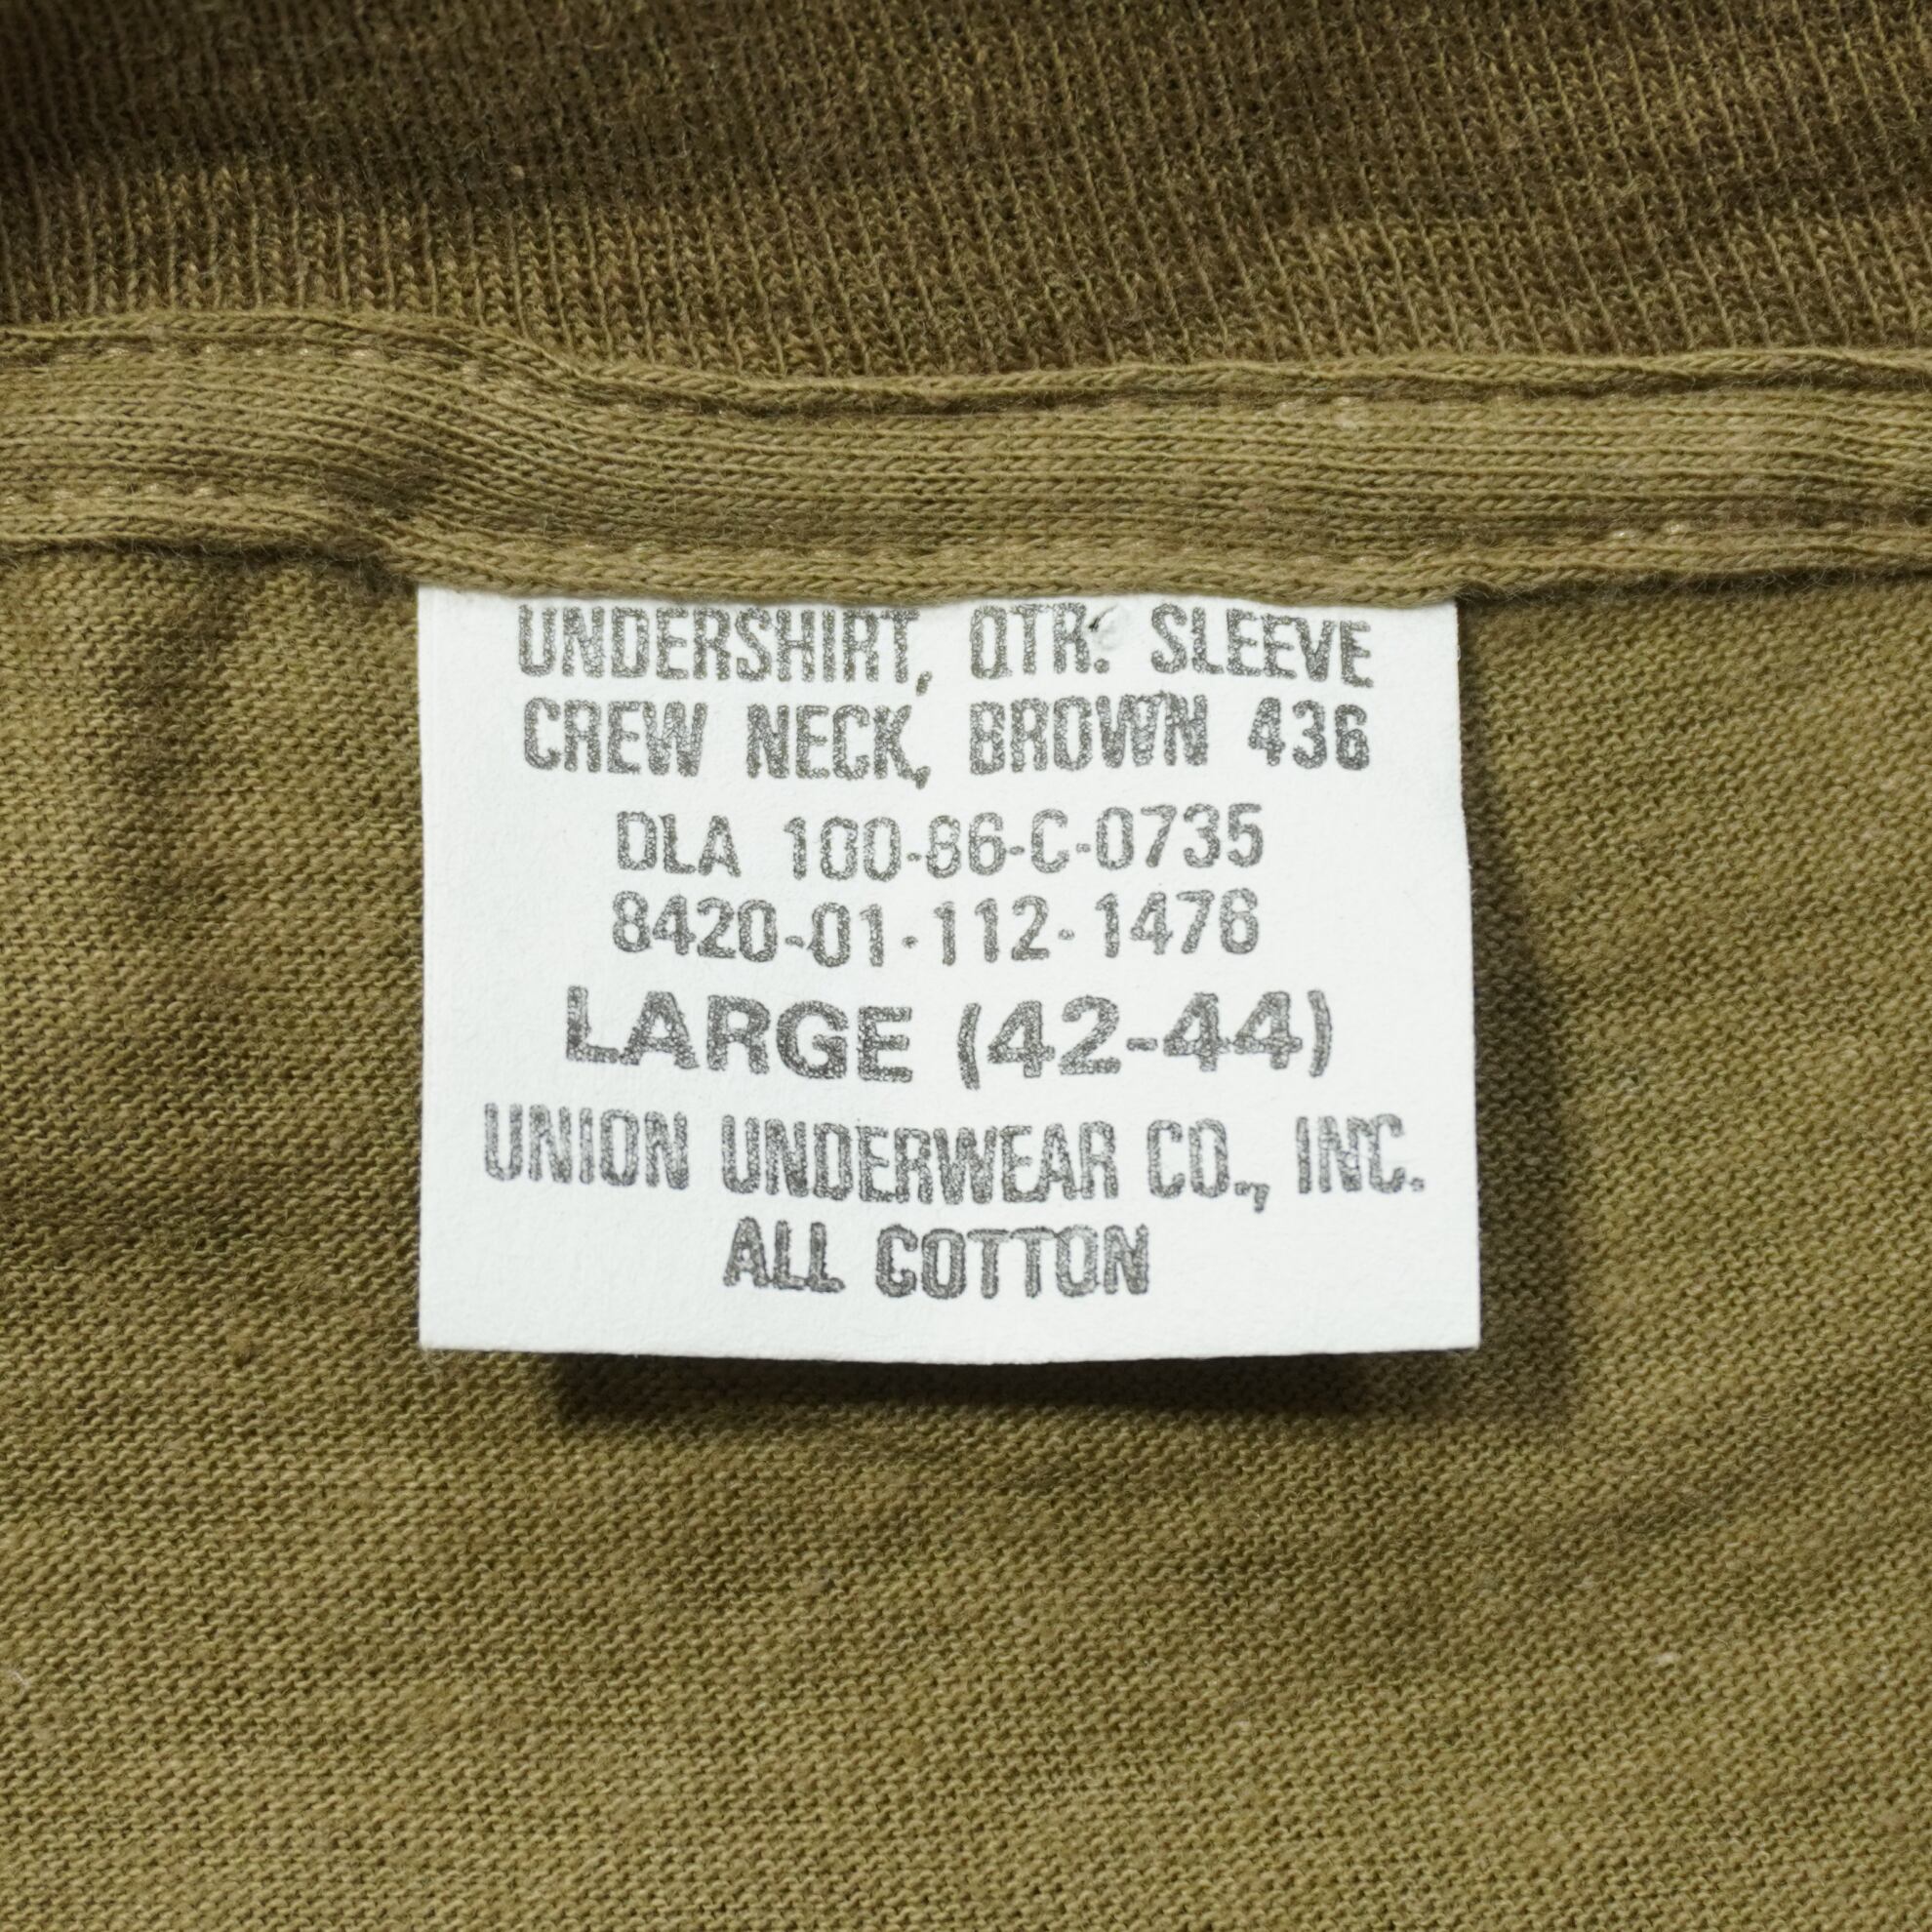 UNDERSHIRT, QTR. SLEEVE
CREW NECK, BROWN 436
DLA 100-86-C-0735
8420-01-112-1476
LARGE (42-44)
UNION UNDERWEAR CO., INC.
ALL COTTON